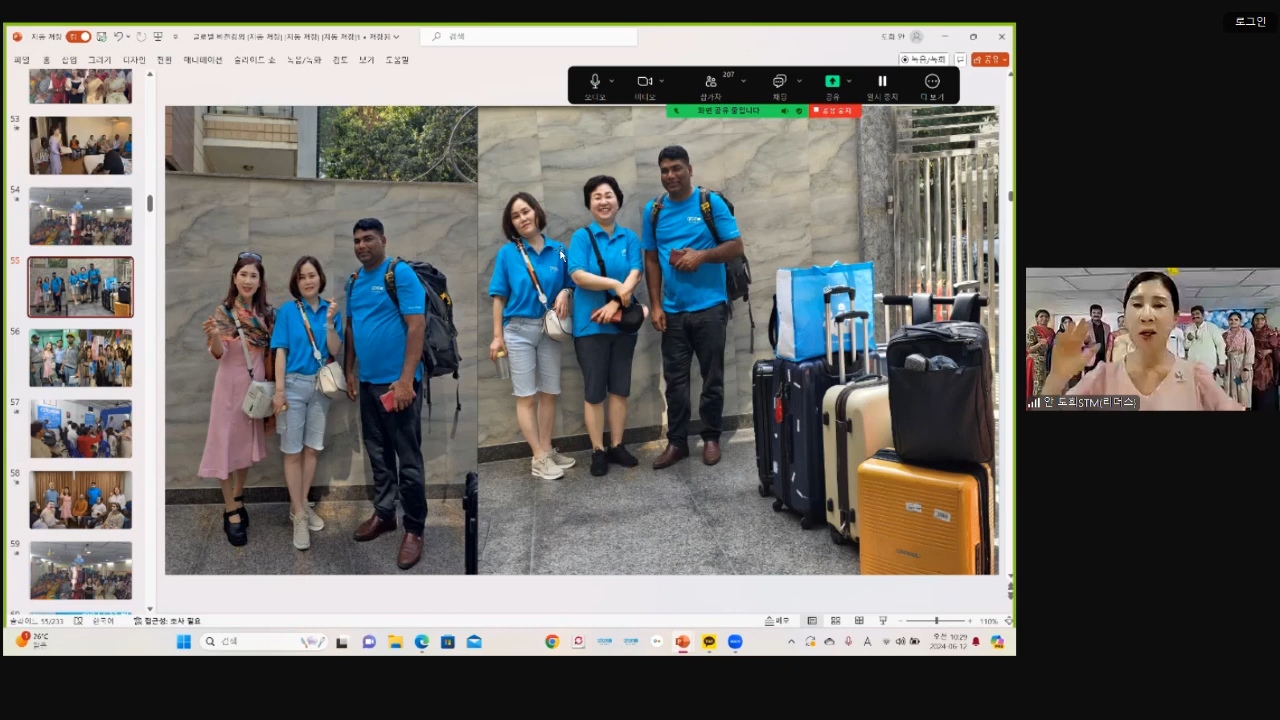 로그인
자동 저장
검색
도희 안
파일 홈 삽입 그리기 디자인 전환 애니메이션 슬라이드 쇼 녹음/녹화 검토 보기 도움말
녹음/녹화
공유
207
오디오 비디오 참가자 채팅 공유 일시 중지 더 보기
화면 공유 중입니다
공유 중지
53
54
55
56
57
58
59
안 도희STM(리더스)
슬라이드 55/233 한국어 접근성: 조사 필요
메모
110%
26°C
검색
오전 10:29
2024-06-12